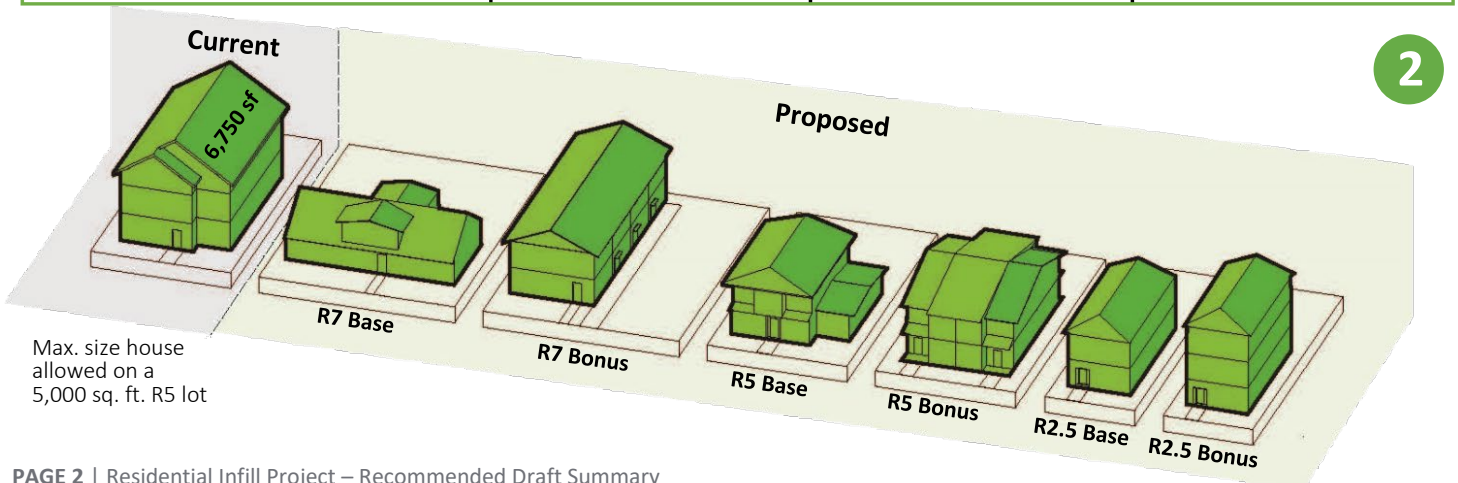 Current
2
6,750 sf
Proposed
R7 Base
R7 Bonus
R5 Base
R5 Bonus
R2.5 Base
R2.5 Bonus
Max. size house
allowed on a
5,000 sq. ft. R5 lot
PAGE 2 | Residential Infill Project – Recommended Draft Summary